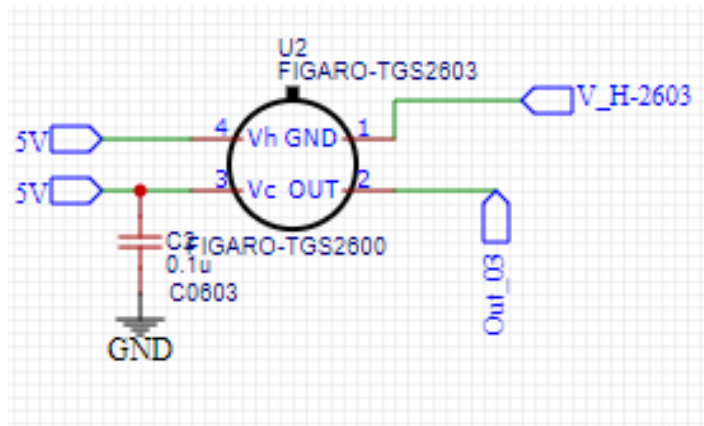 U2
FIGARO-TGS2603
V_H-2603
5V
4
Vh GND
1
5V
3
Vc OUT
2
C2
FIGARO-TGS2600
0.1u
C0603
GND
Out_03